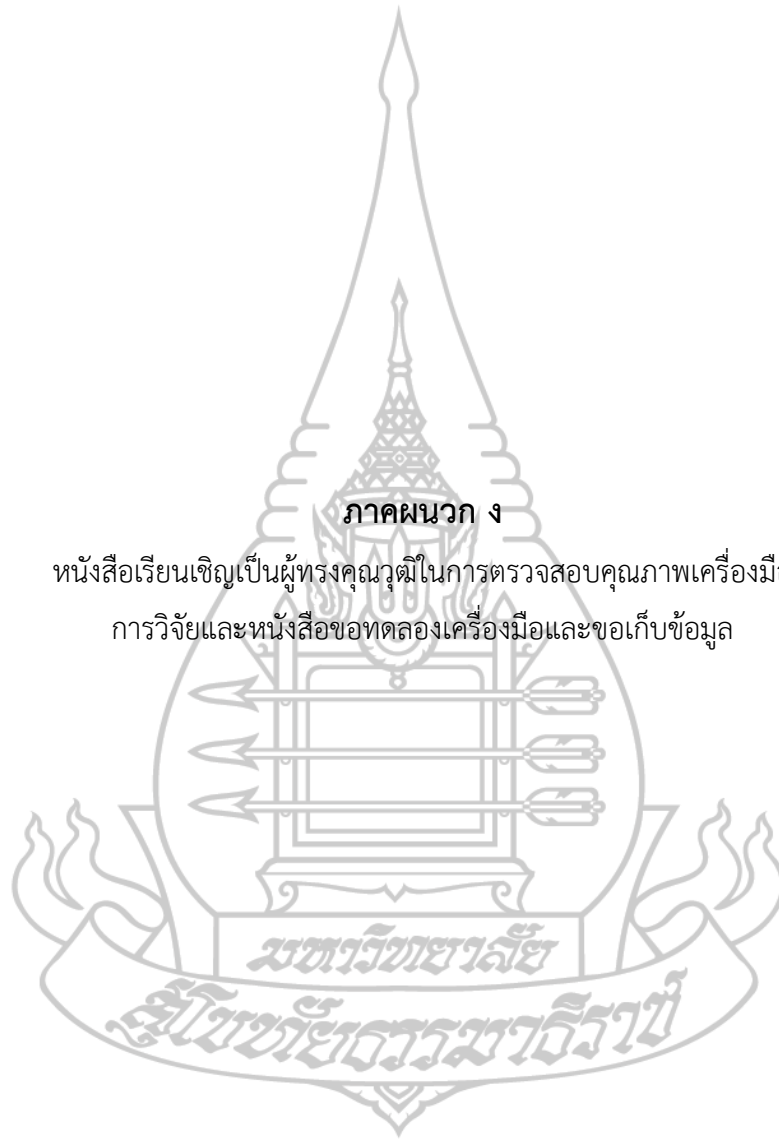 ภาคผนวก ง
หนังสือเรียนเชิญเป็นผู้ทรงคุณวุฒิในการตรวจสอบคุณภาพเครื่องมือ
การวิจัยและหนังสือขอทดลองเครื่องมือและขอเก็บข้อมูล
มหาวิทยาลัย
สุโขทัยธรรมาธิราช